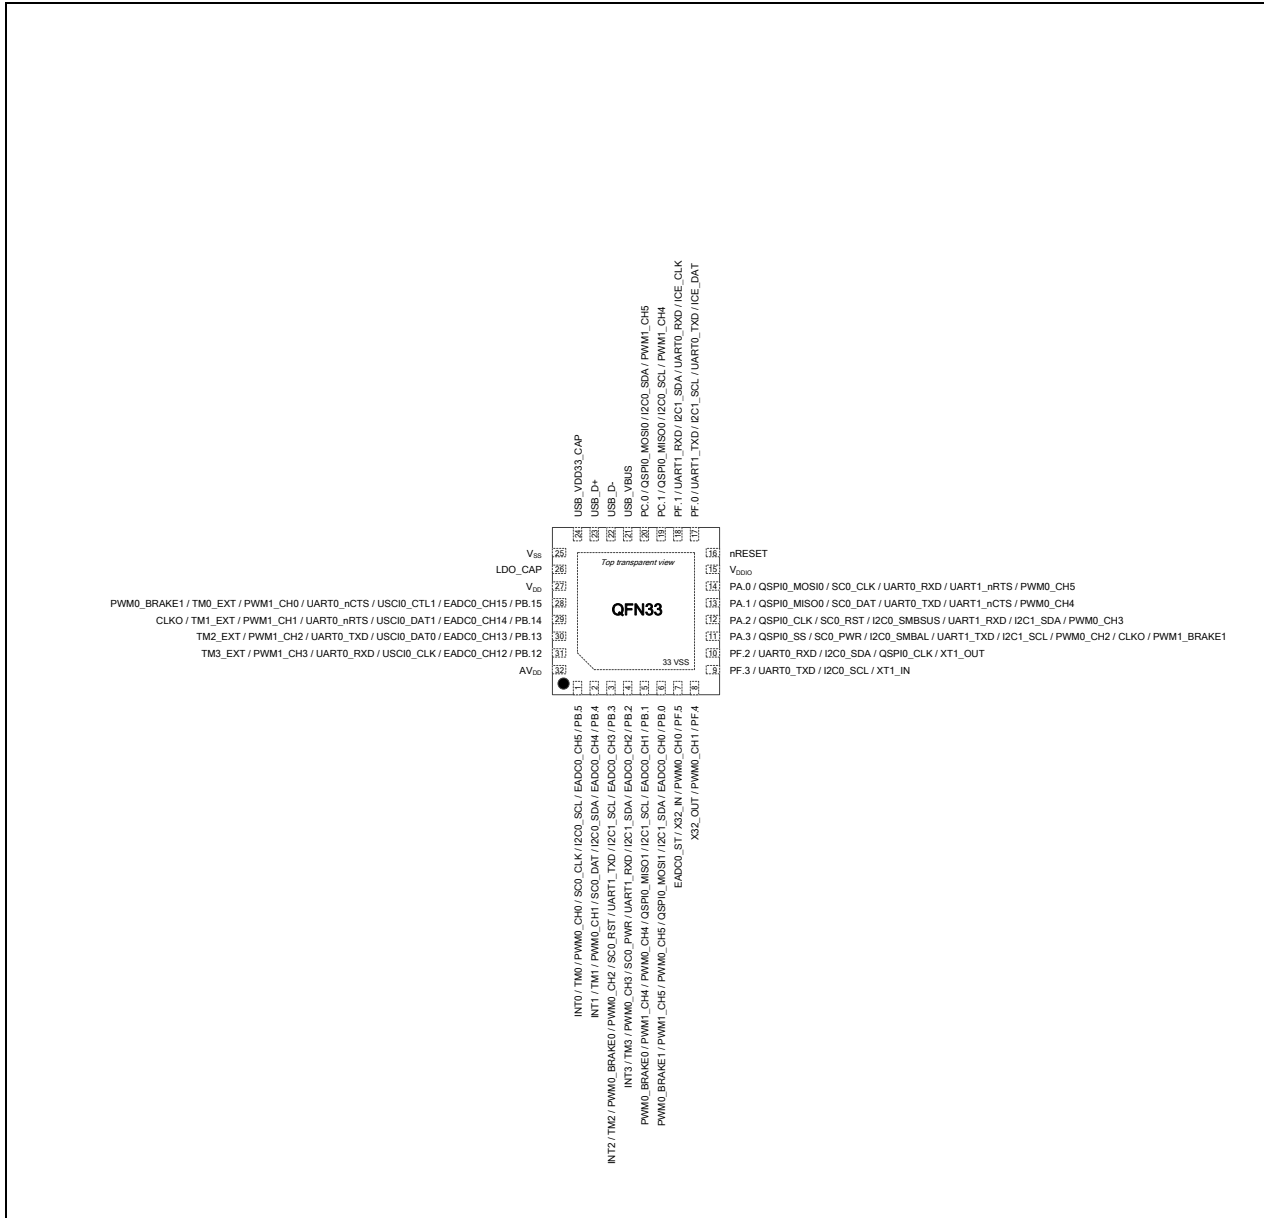 USB_VDD33_CAP
USB_D+
USB_D-
USB_VBUS
PC.0 / QSPI0_MOSI0 / I2C0_SDA / PWM1_CH5
PC.1 / QSPI0_MISO0 / I2C0_SCL / PWM1_CH4
PF.1 / UART1_RXD / I2C1_SDA / UART0_RXD / ICE_CLK
PF.0 / UART1_TXD / I2C1_SCL / UART0_TXD / ICE_DAT
24
23
22
21
20
19
18
17
VSS 25
LDO_CAP 26
VDD 27
PWM0_BRAKE1 / TM0_EXT / PWM1_CH0 / UART0_nCTS / USCI0_CTL1 / EADC0_CH15 / PB.15 28
CLKO / TM1_EXT / PWM1_CH1 / UART0_nRTS / USCI0_DAT1 / EADC0_CH14 / PB.14 29
TM2_EXT / PWM1_CH2 / UART0_TXD / USCI0_DAT0 / EADC0_CH13 / PB.13 30
TM3_EXT / PWM1_CH3 / UART0_RXD / USCI0_CLK / EADC0_CH12 / PB.12 31
AVDD 32
Top transparent view
QFN33
33 VSS
16 nRESET
15 VDDIO
14 PA.0 / QSPI0_MOSI0 / SC0_CLK / UART0_RXD / UART1_nRTS / PWM0_CH5
13 PA.1 / QSPI0_MISO0 / SC0_DAT / UART0_TXD / UART1_nCTS / PWM0_CH4
12 PA.2 / QSPI0_CLK / SC0_RST / I2C0_SMBSUS / UART1_RXD / I2C1_SDA / PWM0_CH3
11 PA.3 / QSPI0_SS / SC0_PWR / I2C0_SMBAL / UART1_TXD / I2C1_SCL / PWM0_CH2 / CLKO / PWM1_BRAKE1
10 PF.2 / UART0_RXD / I2C0_SDA / QSPI0_CLK / XT1_OUT
9 PF.3 / UART0_TXD / I2C0_SCL / XT1_IN
1
2
3
4
5
6
7
8
INT0 / TM0 / PWM0_CH0 / SC0_CLK / I2C0_SCL / EADC0_CH5 / PB.5
INT1 / TM1 / PWM0_CH1 / SC0_DAT / I2C0_SDA / EADC0_CH4 / PB.4
INT2 / TM2 / PWM0_BRAKE0 / PWM0_CH2 / SC0_RST / UART1_TXD / I2C1_SCL / EADC0_CH3 / PB.3
INT3 / TM3 / PWM0_CH3 / SC0_PWR / UART1_RXD / I2C1_SDA / EADC0_CH2 / PB.2
PWM0_BRAKE0 / PWM1_CH4 / PWM0_CH4 / QSPI0_MISO1 / I2C1_SCL / EADC0_CH1 / PB.1
PWM0_BRAKE1 / PWM1_CH5 / PWM0_CH5 / QSPI0_MOSI1 / I2C1_SDA / EADC0_CH0 / PB.0
EADC0_ST / X32_IN / PWM0_CH0 / PF.5
X32_OUT / PWM0_CH1 / PF.4